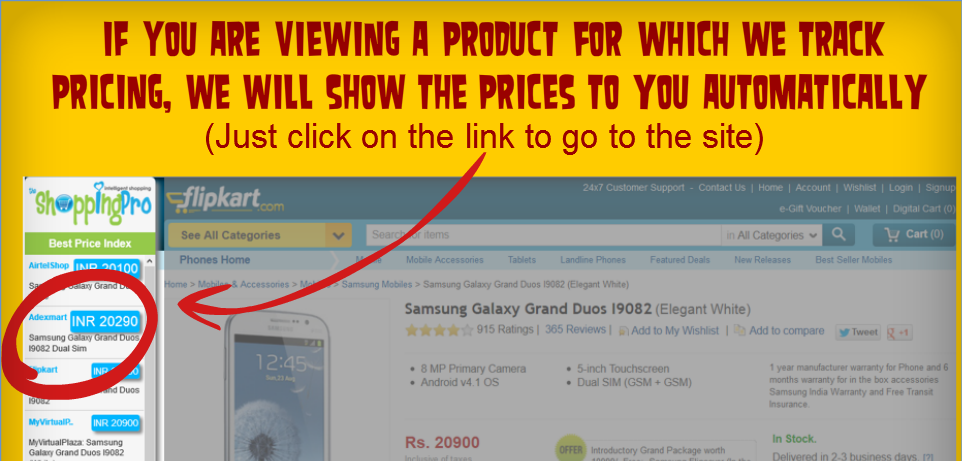 IF YOU ARE VIEWING A PRODUCT FOR WHICH WE TRACK
PRICING, WE WILL SHOW THE PRICES TO YOU AUTOMATICALLY
(Just click on the link to go to the site)
The
intelligent shopping
ShoppingPro
Best Price Index
AirtelShop INR 20100
Galaxy Grand Duos
Adexmart INR 20290
Samsung Galaxy Grand Duos
I9082 Dual Sim
INR
Duos
I9082
MyVirtualP.. INR 20900
MyVirtualPlaza: Samsung
Galaxy Grand Duos I9082
flipkart.com
24x7 Customer Support - Contact Us | Home | Account | Wishlist | Login | Signup
e-Gift Voucher | Wallet | Digital Cart (0)
See All Categories
Search for items
in All Categories
Cart (0)
Phones Home
Mobile Accessories
Tablets
Landline Phones
Featured Deals
New Releases
Best Seller Mobiles
Home > Mobiles & Accessories > Mobiles > Samsung Mobiles > Samsung Galaxy Grand Duos I9082 (Elegant White)
Samsung Galaxy Grand Duos I9082 (Elegant White)
915 Ratings | 365 Reviews | Add to My Wishlist | Add to compare
Tweet
+1
SAMSUNG
12:45
• 8 MP Primary Camera
• Android v4.1 OS
• 5-inch Touchscreen
• Dual SIM (GSM + GSM)
1 year manufacturer warranty for Phone and 6
months warranty for in the box accessories
Samsung India Warranty and Free Transit
Insurance.
Rs. 20900
Inclusive of taxes
OFFER
Introductory Grand Package worth
In Stock.
Delivered in 2-3 business days. [?]